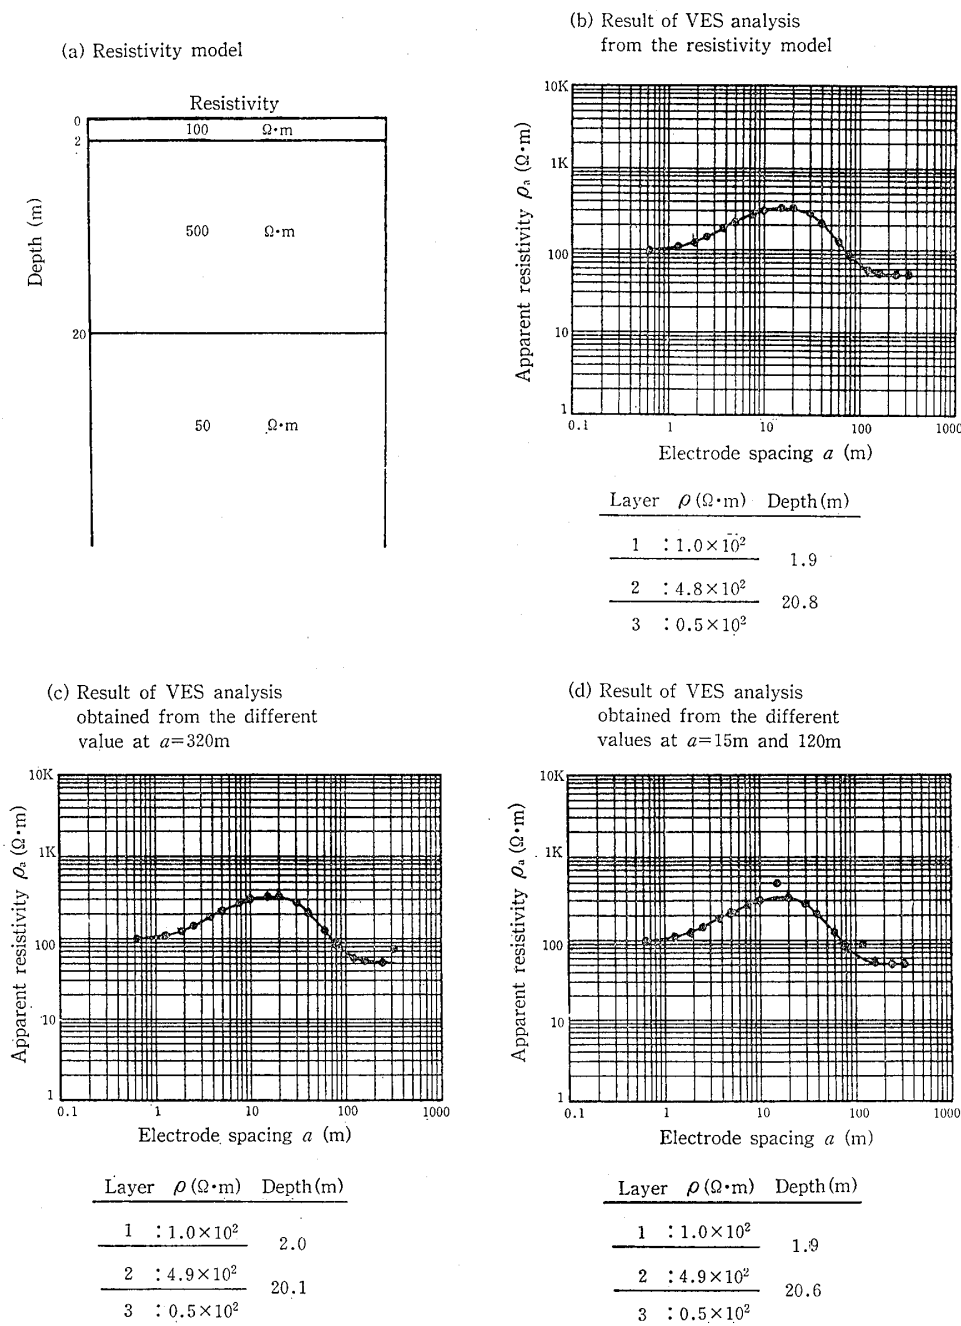 (a) Resistivity model
Resistivity
0
100 Ω·m
2
500 Ω·m
20
50 Ω·m
Depth (m)
(b) Result of VES analysis
from the resistivity model
Apparent resistivity ρa (Ω·m)
10K
1K
100
10
1
0.1 1 10 100 1000
Electrode spacing a (m)
Layer ρ (Ω·m) Depth(m)
1 : 1.0×10²
1.9
2 : 4.8×10²
20.8
3 : 0.5×10²
(c) Result of VES analysis
obtained from the different
value at a=320m
Apparent resistivity ρa (Ω·m)
10K
1K
100
10
1
0.1 1 10 100 1000
Electrode spacing a (m)
Layer ρ (Ω·m) Depth(m)
1 : 1.0×10²
2.0
2 : 4.9×10²
20.1
3 : 0.5×10²
(d) Result of VES analysis
obtained from the different
values at a=15m and 120m
Apparent resistivity ρa (Ω·m)
10K
1K
100
10
1
0.1 1 10 100 1000
Electrode spacing a (m)
Layer ρ (Ω·m) Depth(m)
1 : 1.0×10²
1.9
2 : 4.9×10²
20.6
3 : 0.5×10²